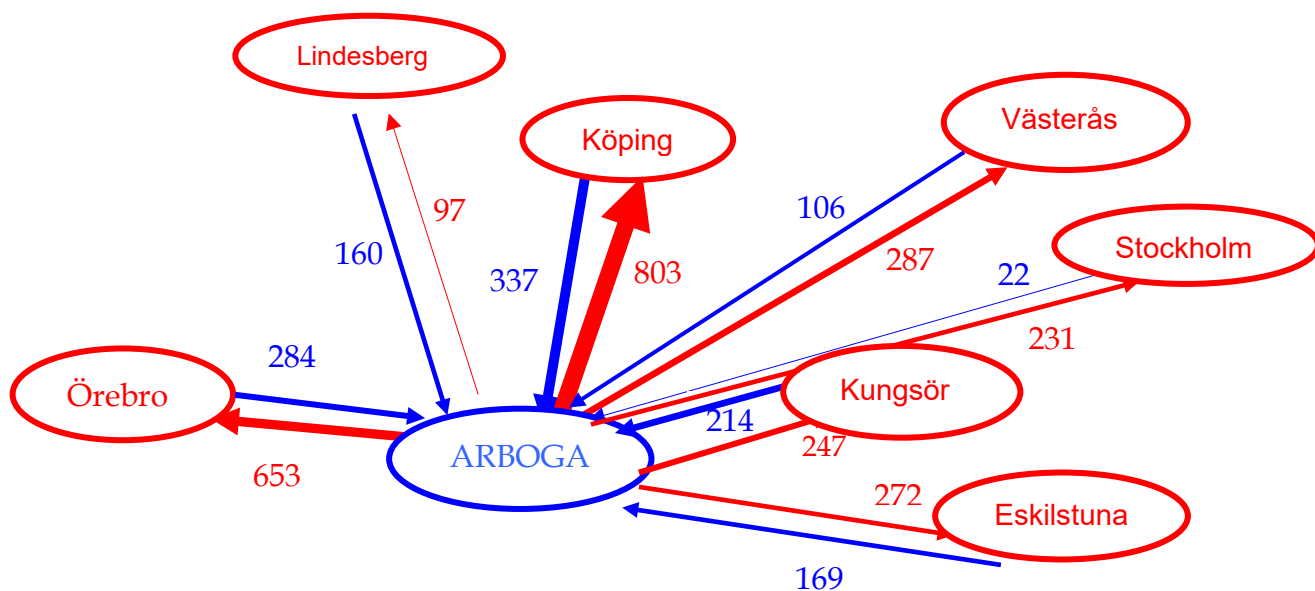 Lindesberg
Köping
Västerås
97
106
160
287
Stockholm
337
803
22
231
284
Örebro
Kungsör
214
247
ARBOGA
653
272
Eskilstuna
169